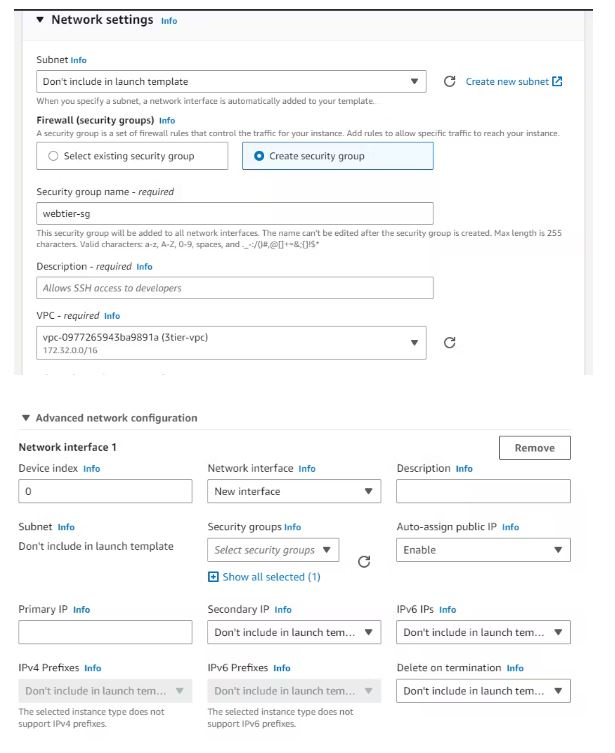 Network settings Info
Subnet Info
Don't include in launch template
Create new subnet
When you specify a subnet, a network interface is automatically added to your template.
Firewall (security groups) Info
A security group is a set of firewall rules that control the traffic for your instance. Add rules to allow specific traffic to reach your instance.
Select existing security group
Create security group
Security group name - required
webtier-sg
This security group will be added to all network interfaces. The name can't be edited after the security group is created. Max length is 255
characters. Valid characters: a-z, A-Z, 0-9, spaces, and ._-:/()#,@[]+=&;{}!$*
Description - required Info
Allows SSH access to developers
VPC - required Info
vpc-0977265943ba9891a (3tier-vpc)
172.32.0.0/16
Advanced network configuration
Network interface 1
Remove
Device index Info
Network interface Info
Description Info
0
New interface
Subnet Info
Security groups Info
Auto-assign public IP Info
Don't include in launch template
Select security groups
Enable
Show all selected (1)
Primary IP Info
Secondary IP Info
IPv6 IPs Info
Don't include in launch tem...
Don't include in launch tem...
IPv4 Prefixes Info
IPv6 Prefixes Info
Delete on termination Info
Don't include in launch tem...
Don't include in launch tem...
Don't include in launch tem...
The selected instance type does not
support IPv4 prefixes.
The selected instance type does not
support IPv6 prefixes.